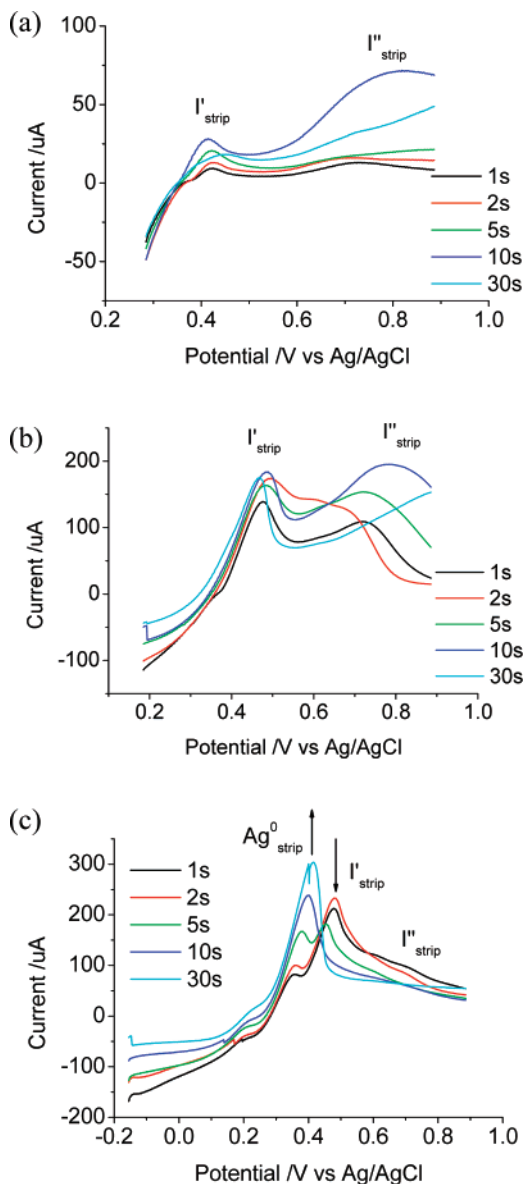 (a)
I''strip
I'strip
Current /uA
100
50
0
-50
0.2 0.4 0.6 0.8 1.0
1s
2s
5s
10s
30s
Potential /V vs Ag/AgCl
(b)
I'strip
I''strip
Current /uA
200
100
0
-100
0.2 0.4 0.6 0.8 1.0
1s
2s
5s
10s
30s
Potential /V vs Ag/AgCl
(c)
Ag0strip
I'strip
I''strip
1s
2s
5s
10s
30s
Current /uA
300
200
100
0
-100
-200
-0.2 0.0 0.2 0.4 0.6 0.8 1.0
Potential /V vs Ag/AgCl